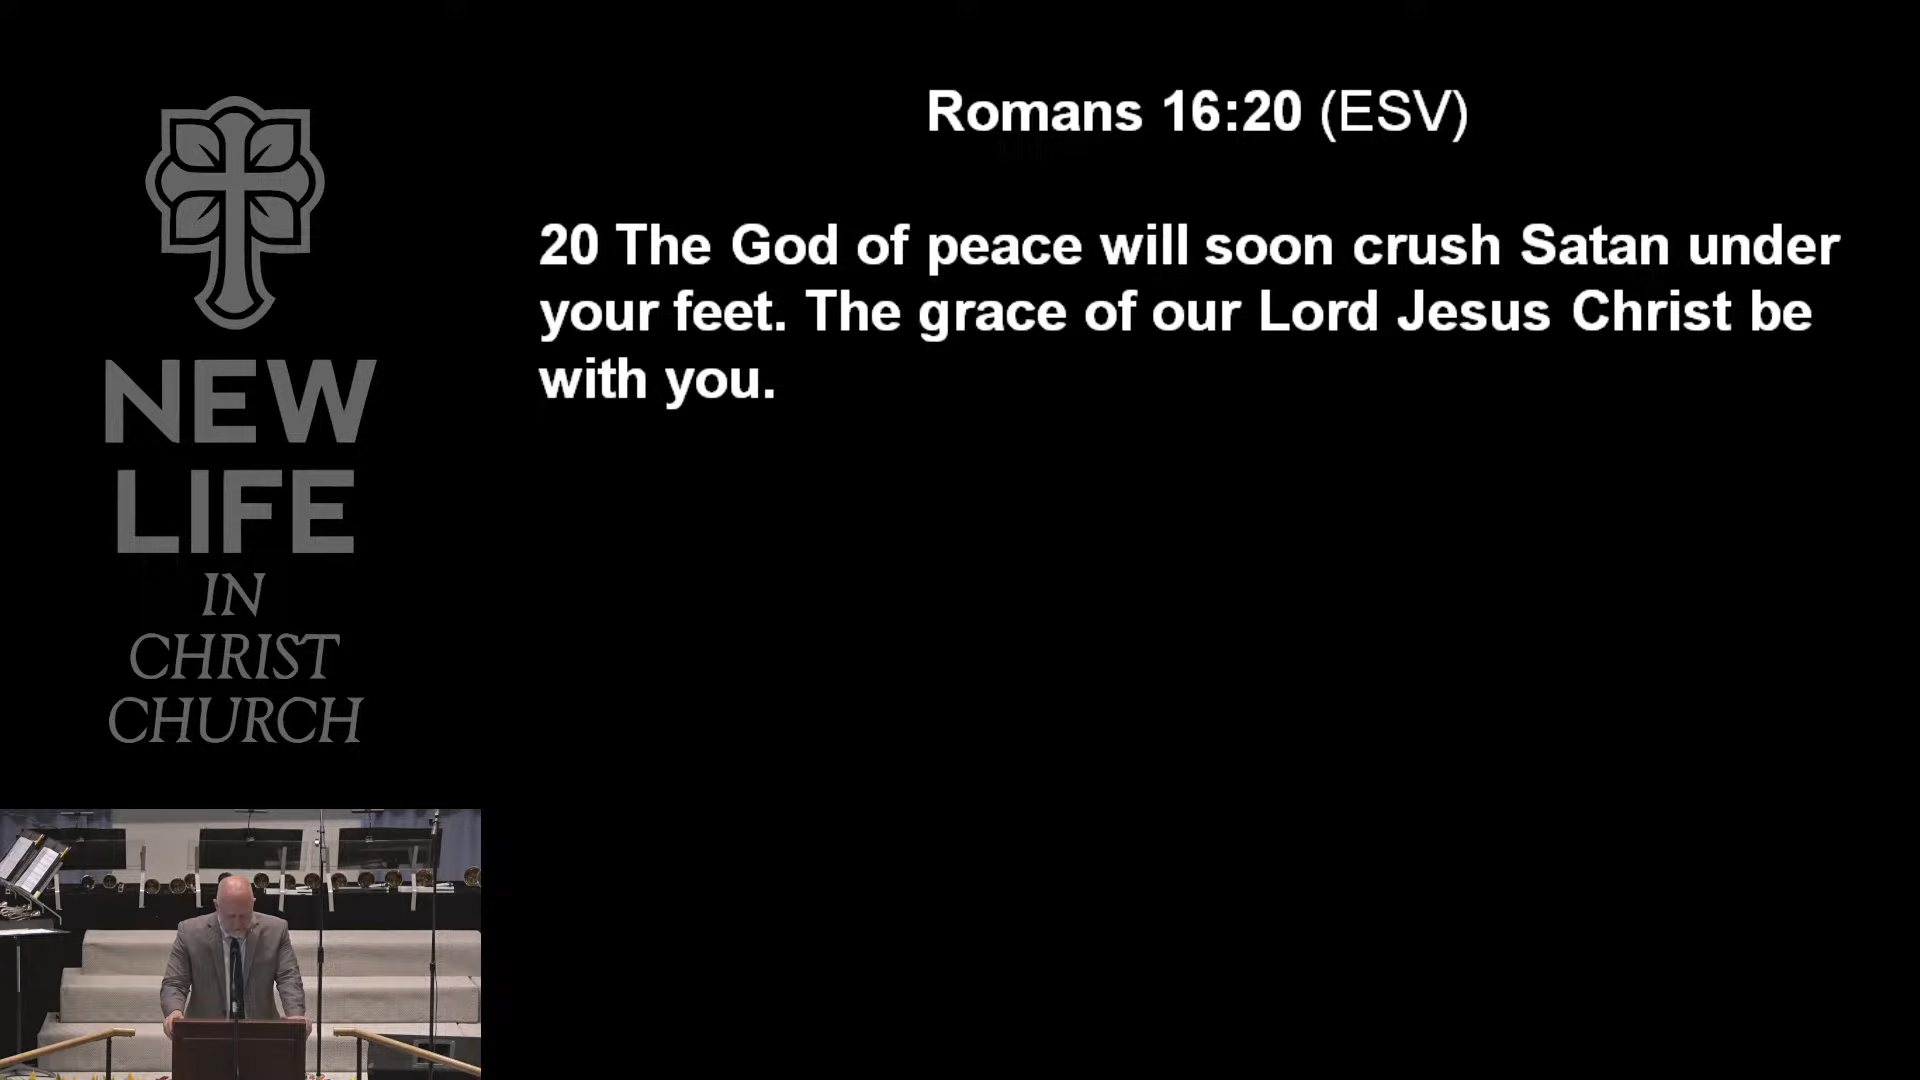 Romans 16:20 (ESV)
20 The God of peace will soon crush Satan under
your feet. The grace of our Lord Jesus Christ be
with you.
NEW
LIFE
IN
CHRIST
CHURCH